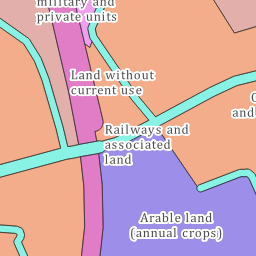 military and
private units
Land without
current use
Railways and
associated
land
Arable land
(annual crops)